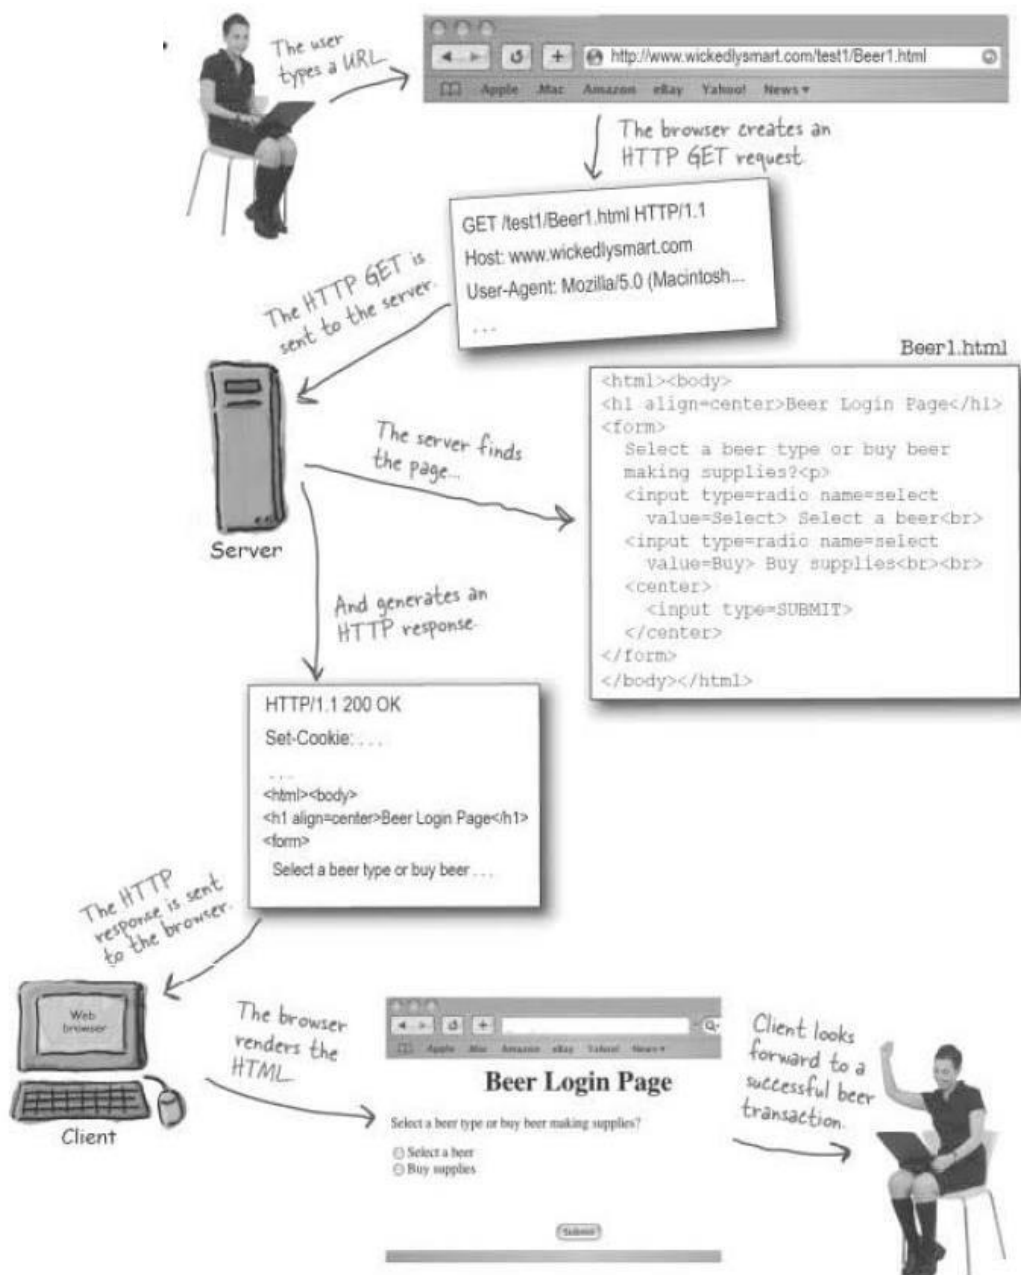 The user
types a URL
http://www.wickedlysmart.com/test1/Beer1.html
Apple .Mac Amazon eBay Yahoo! News ▾
The browser creates an
HTTP GET request.
GET /test1/Beer1.html HTTP/1.1
Host: www.wickedlysmart.com
User-Agent: Mozilla/5.0 (Macintosh...
. . .
The HTTP GET is
sent to the server.
Server
The server finds
the page...
Beer1.html
<html><body>
<h1 align=center>Beer Login Page</h1>
<form>
Select a beer type or buy beer
making supplies?<p>
<input type=radio name=select
value=Select> Select a beer<br>
<input type=radio name=select
value=Buy> Buy supplies<br><br>
<center>
<input type=SUBMIT>
</center>
</form>
</body></html>
And generates an
HTTP response.
HTTP/1.1 200 OK
Set-Cookie: . . . .
. . .
<html><body>
<h1 align=center>Beer Login Page</h1>
<form>
Select a beer type or buy beer . . .
The HTTP
response is sent
to the browser.
Web
browser
Client
The browser
renders the
HTML.
Apple .Mac Amazon eBay Yahoo! News ▾
Beer Login Page
Select a beer type or buy beer making supplies?
Select a beer
Buy supplies
Submit
Client looks
forward to a
successful beer
transaction.